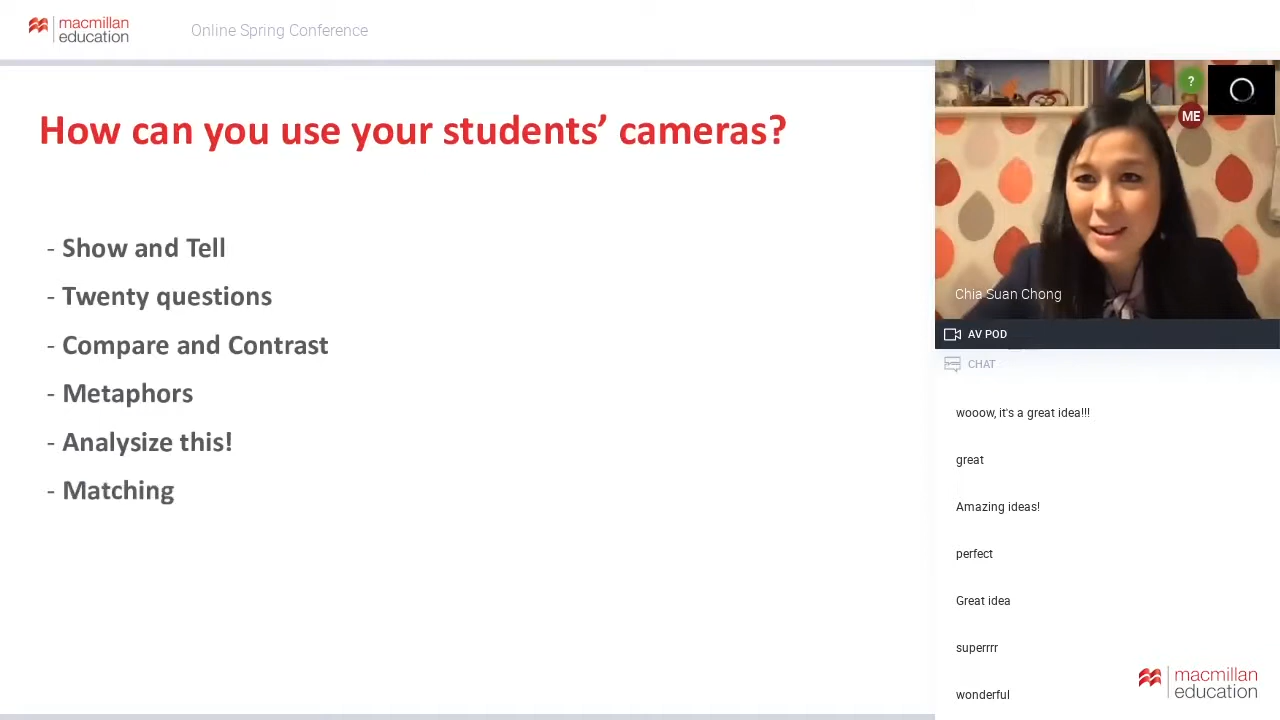 macmillan
education
Online Spring Conference
How can you use your students’ cameras?
- Show and Tell
- Twenty questions
- Compare and Contrast
- Metaphors
- Analysize this!
- Matching
?
ME
Chia Suan Chong
AV POD
CHAT
wooow, it's a great idea!!!
great
Amazing ideas!
perfect
Great idea
superrrr
wonderful
macmillan
education